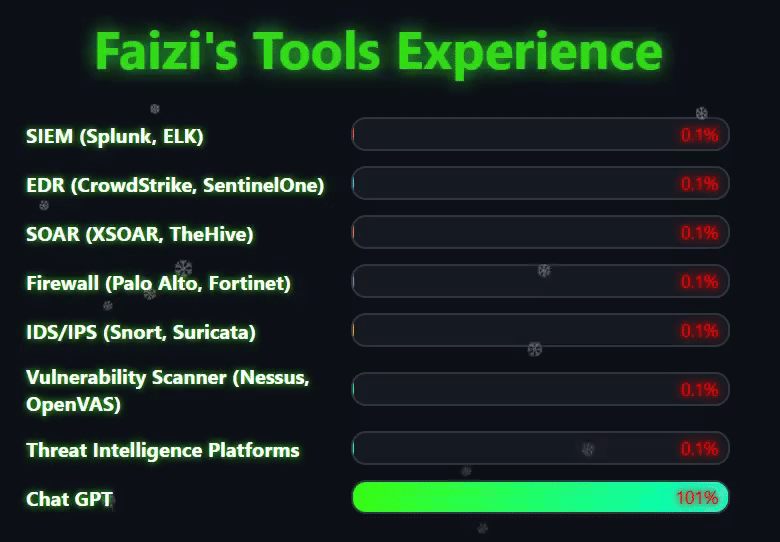 Faizi's Tools Experience
SIEM (Splunk, ELK) 0.1%
EDR (CrowdStrike, SentinelOne) 0.1%
SOAR (XSOAR, TheHive) 0.1%
Firewall (Palo Alto, Fortinet) 0.1%
IDS/IPS (Snort, Suricata) 0.1%
Vulnerability Scanner (Nessus,
OpenVAS) 0.1%
Threat Intelligence Platforms 0.1%
Chat GPT 101%